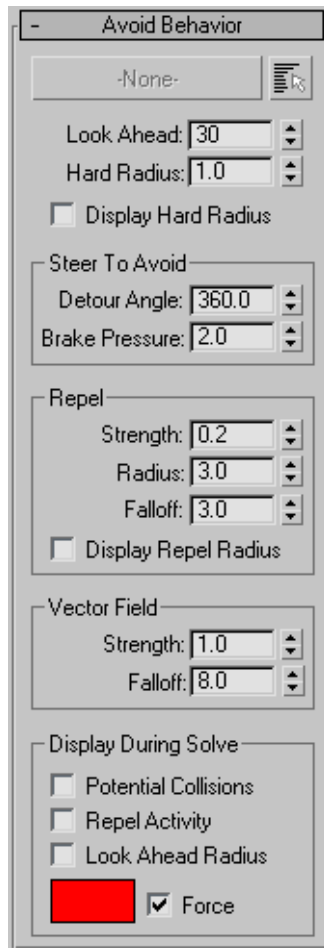 - Avoid Behavior
-None-
Look Ahead: 30
Hard Radius: 1.0
Display Hard Radius
Steer To Avoid
Detour Angle: 360.0
Brake Pressure: 2.0
Repel
Strength: 0.2
Radius: 3.0
Falloff: 3.0
Display Repel Radius
Vector Field
Strength: 1.0
Falloff: 8.0
Display During Solve
Potential Collisions
Repel Activity
Look Ahead Radius
Force